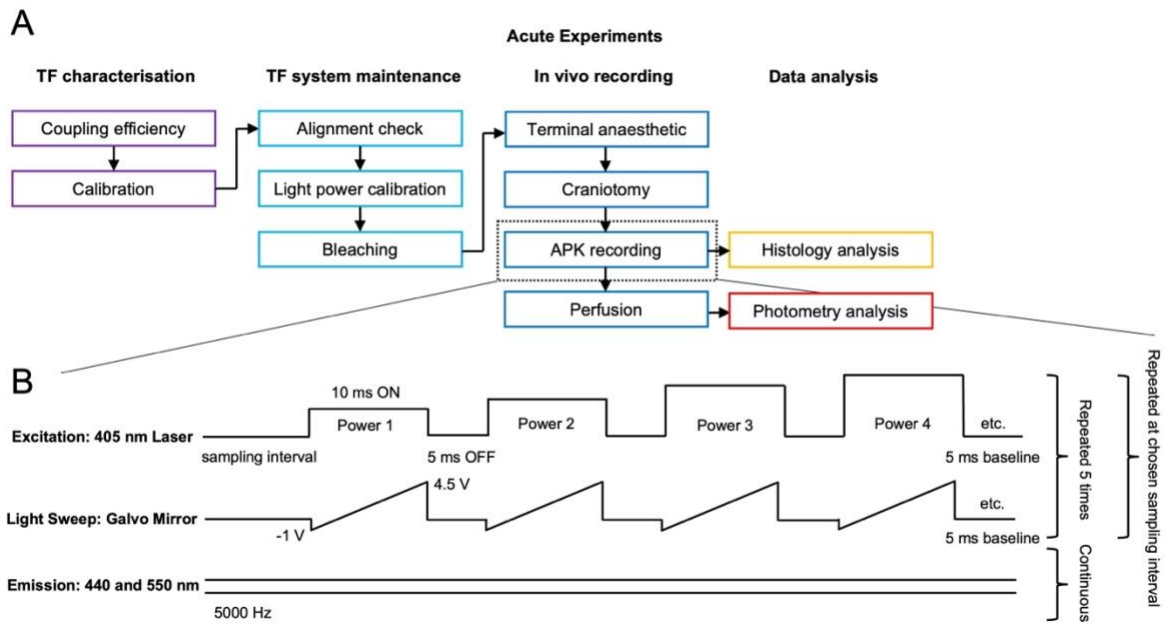 A
Acute Experiments
TF characterisation
TF system maintenance
In vivo recording
Data analysis
Coupling efficiency
Alignment check
Terminal anaesthetic
Calibration
Light power calibration
Craniotomy
Bleaching
APK recording
Histology analysis
Perfusion
Photometry analysis
B
10 ms ON
Excitation: 405 nm Laser
Power 1
Power 2
Power 3
Power 4
etc.
sampling interval
5 ms OFF
5 ms baseline
4.5 V
Light Sweep: Galvo Mirror
etc.
-1 V
5 ms baseline
Emission: 440 and 550 nm
5000 Hz
Repeated 5 times
Continuous
Repeated at chosen sampling interval